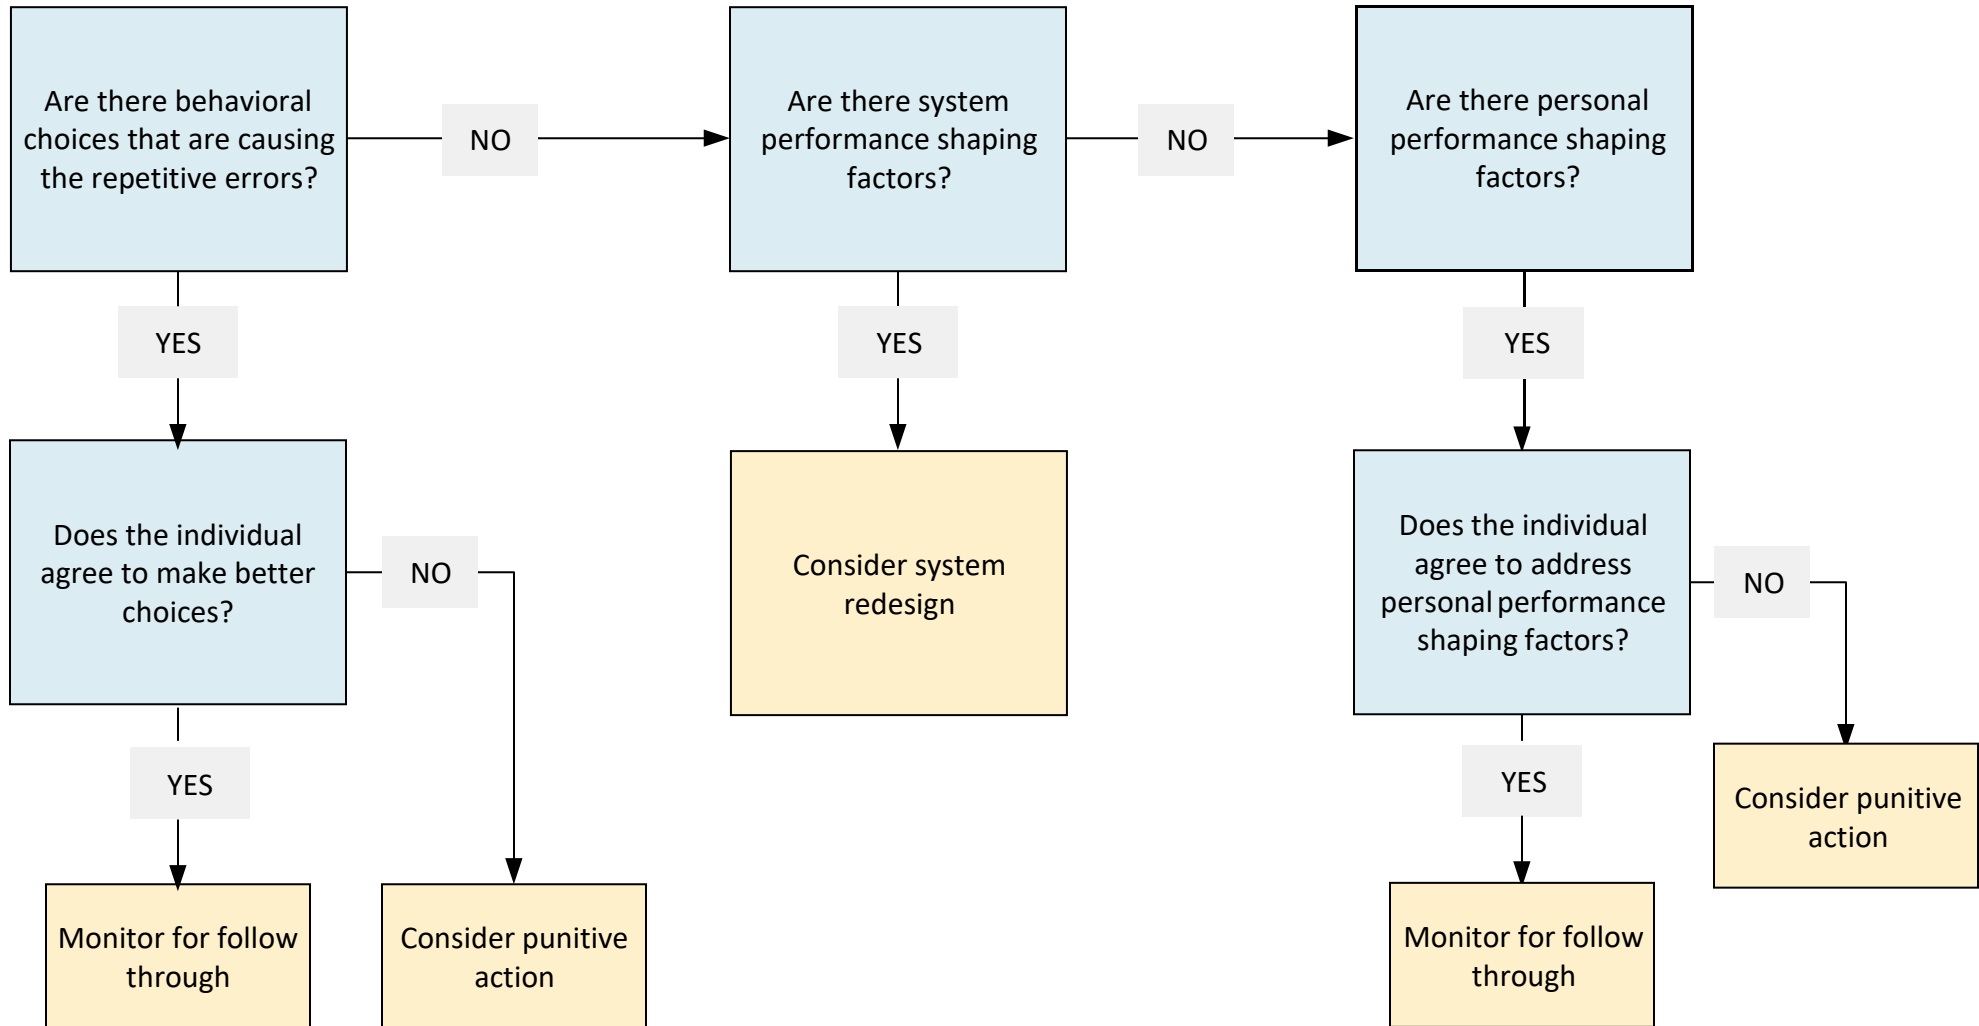 Are there behavioral
choices that are causing
the repetitive errors?
NO
Are there system
performance shaping
factors?
NO
Are there personal
performance shaping
factors?
YES
YES
YES
Does the individual
agree to make better
choices?
NO
Consider system
redesign
Does the individual
agree to address
personal performance
shaping factors?
NO
YES
YES
Consider punitive
action
Monitor for follow
through
Consider punitive
action
Monitor for follow
through